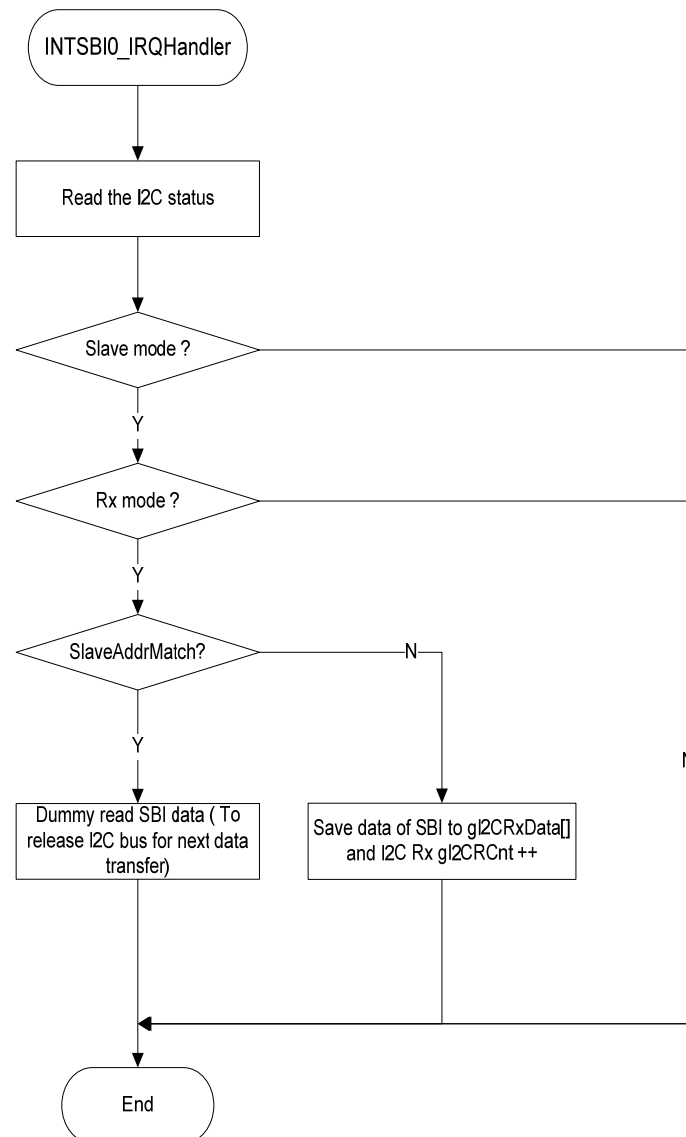 INTSBI0_IRQHandler
Read the I2C status
Slave mode ?
Y
Rx mode ?
Y
SlaveAddrMatch?
N
Y
N
Dummy read SBI data ( To
release I2C bus for next data
transfer)
Save data of SBI to gI2CRxData[]
and I2C Rx gI2CRCnt ++
End